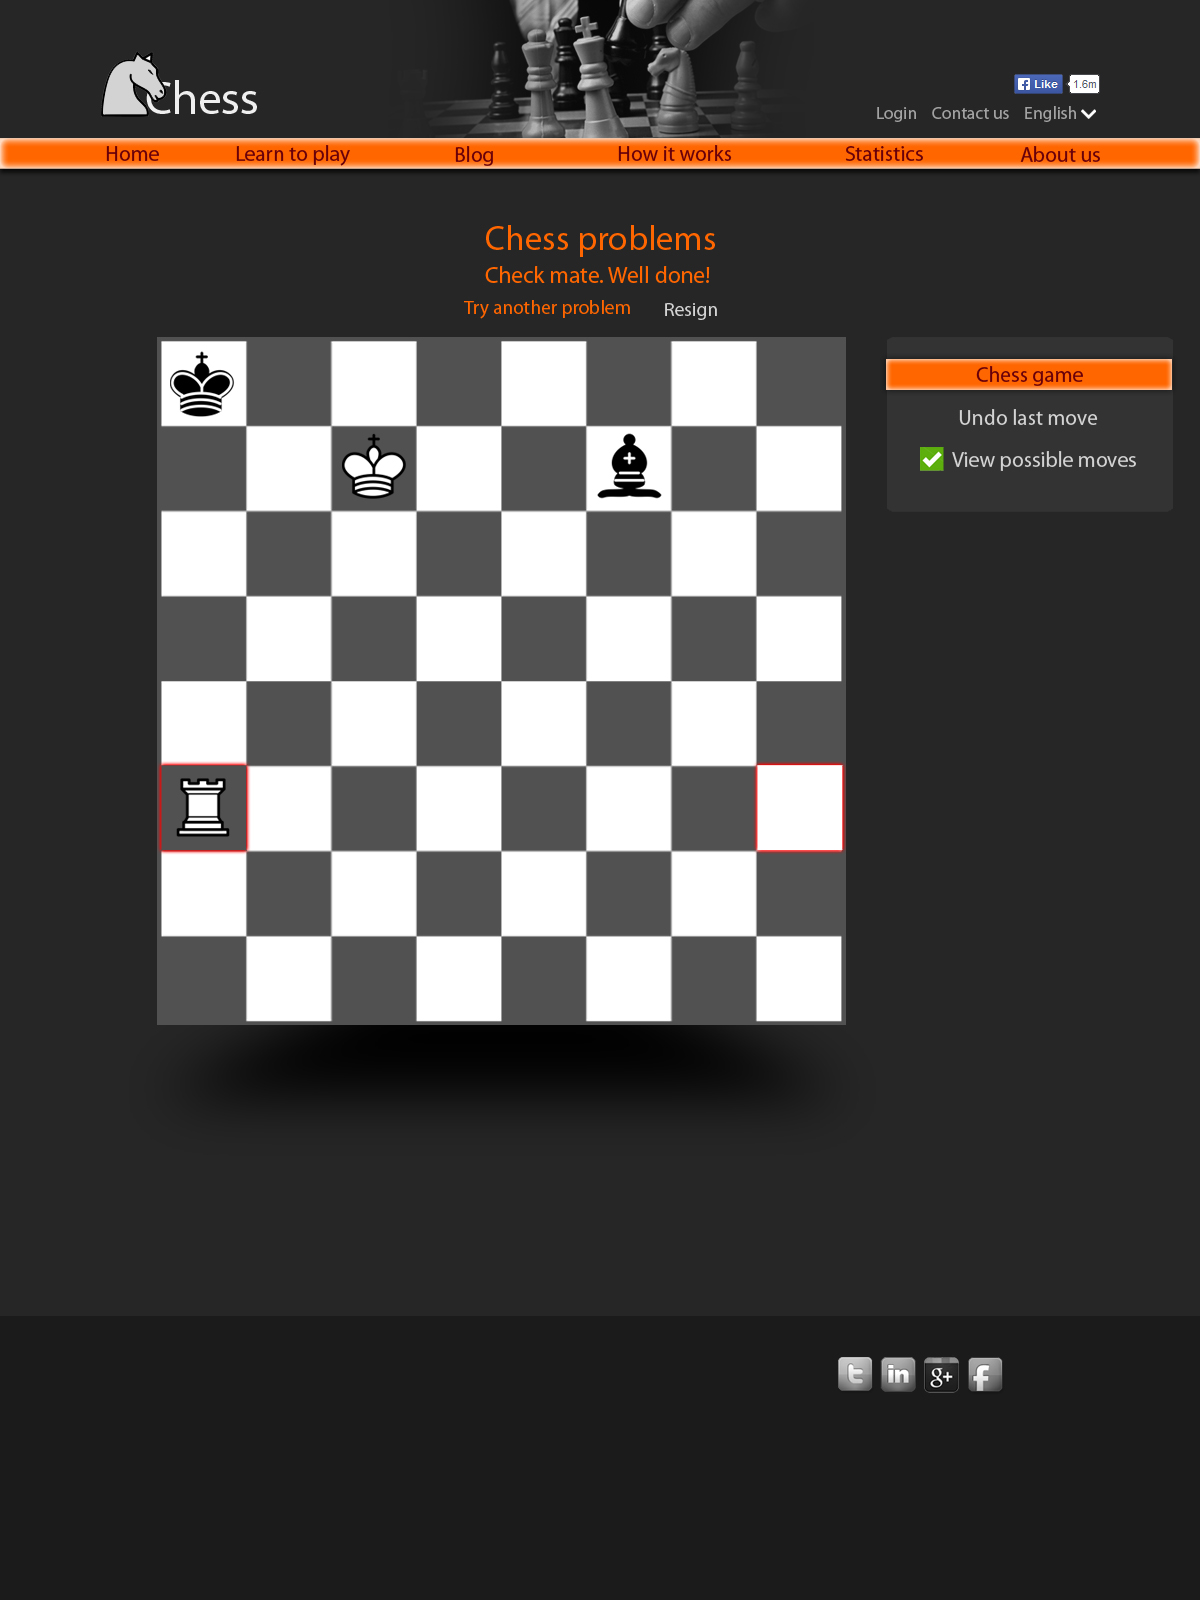 Chess
Like 1.6m
Login Contact us English
Home Learn to play Blog How it works Statistics About us
Chess problems
Check mate. Well done!
Try another problem Resign
Chess game
Undo last move
View possible moves
t in g+ f